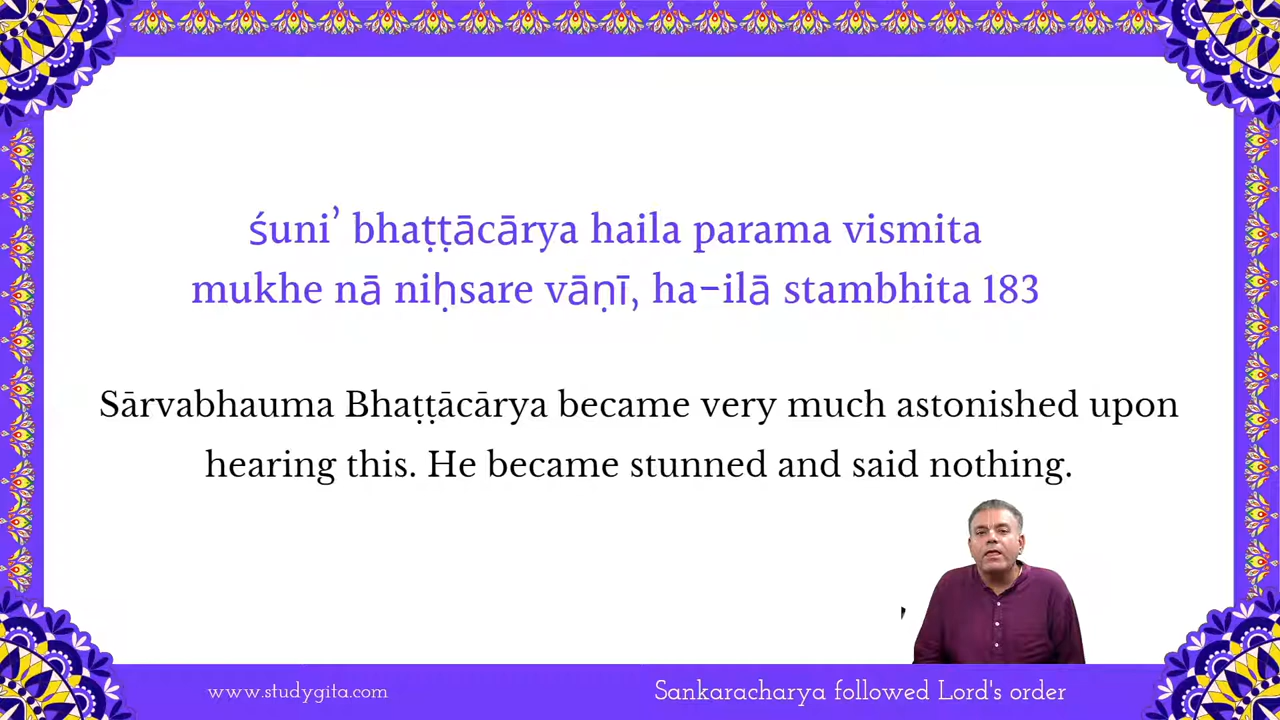 śuni’ bhaṭṭācārya haila parama vismita
mukhe nā niḥsare vāṇī, ha-ilā stambhita 183
Sārvabhauma Bhaṭṭācārya became very much astonished upon
hearing this. He became stunned and said nothing.
www.studygita.com
Sankaracharya followed Lord's order